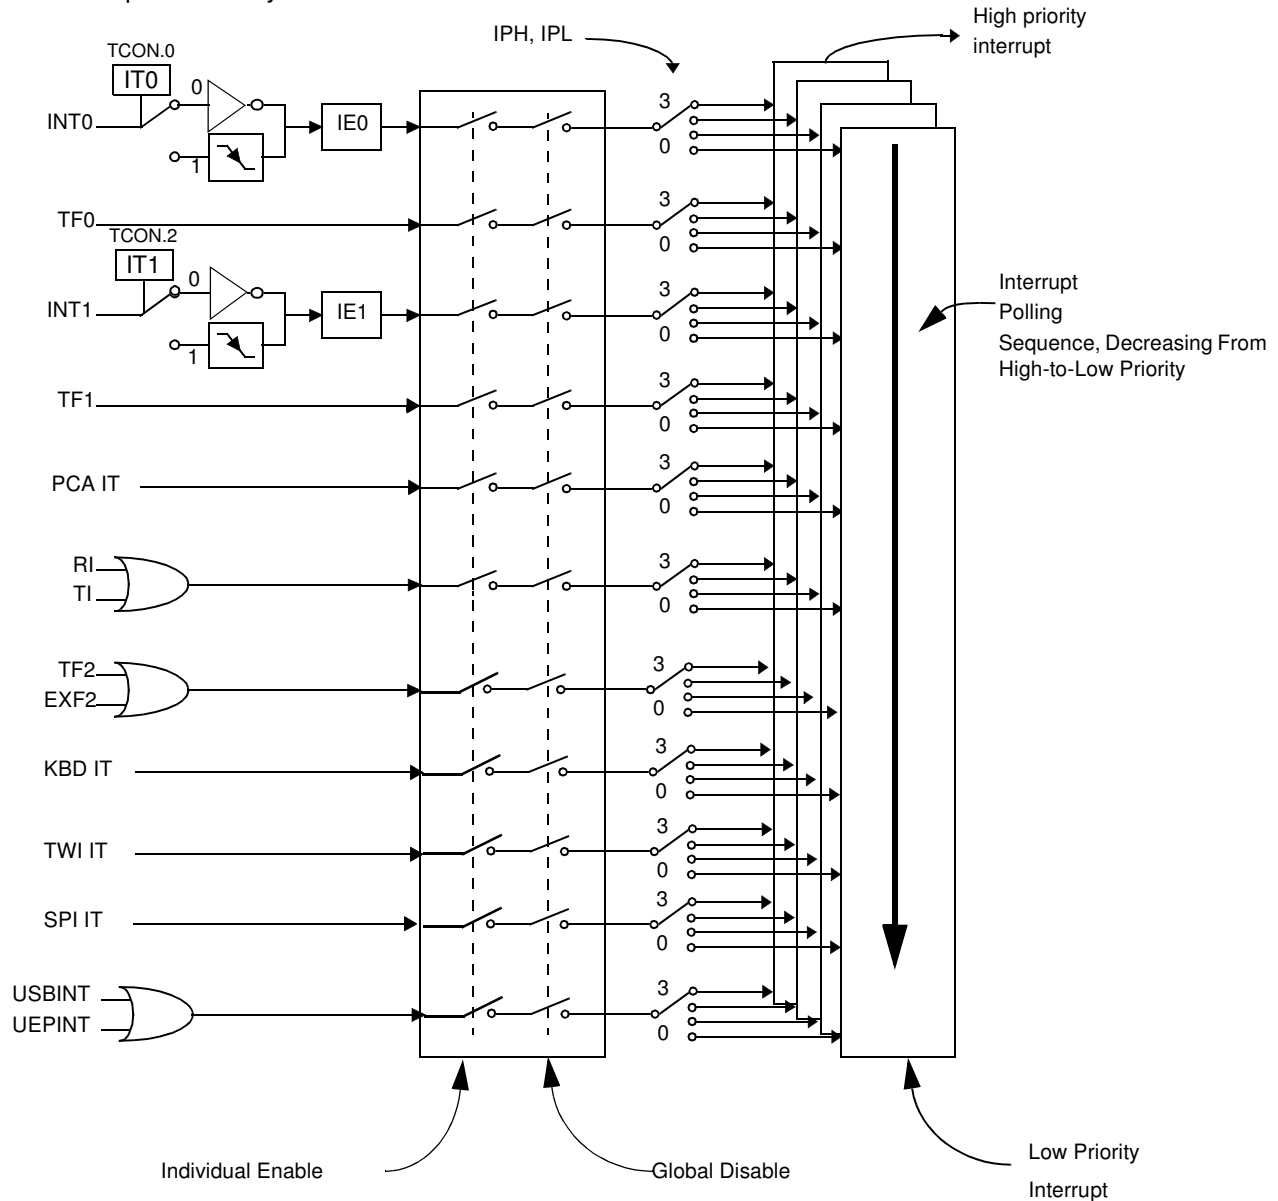 High priority
interrupt
IPH, IPL
TCON.0
IT0
0
INT0
1
IE0
3
0
TF0
3
0
TCON.2
IT1
0
INT1
1
IE1
3
0
Interrupt
Polling
Sequence, Decreasing From
High-to-Low Priority
TF1
3
0
PCA IT
3
0
RI
TI
3
0
TF2
EXF2
3
0
KBD IT
3
0
TWI IT
3
0
SPI IT
3
0
USBINT
UEPINT
3
0
Individual Enable
Global Disable
Low Priority
Interrupt